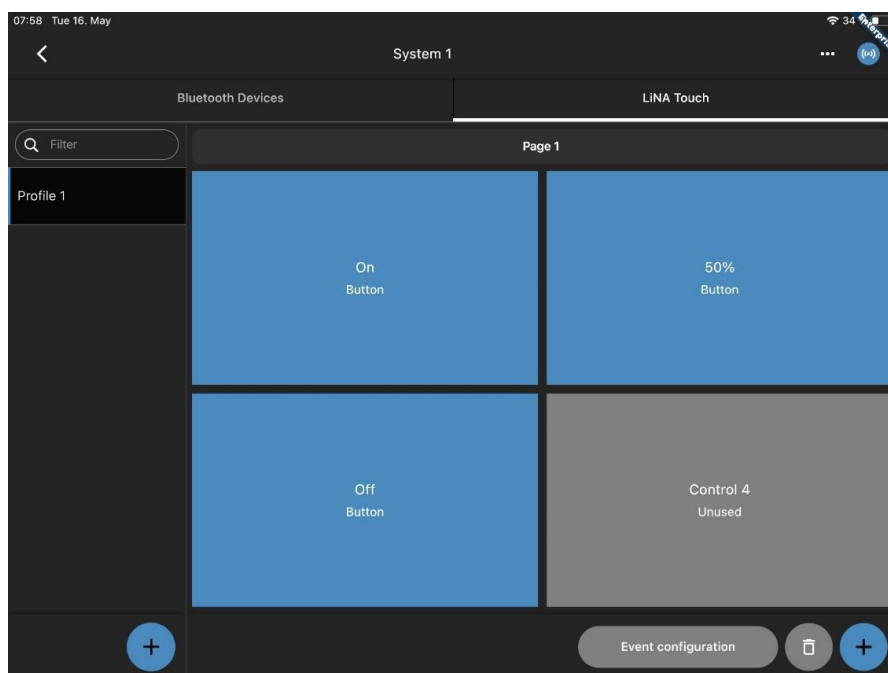 07:58 Tue 16. May
34
System 1
Bluetooth Devices
LiNA Touch
Filter
Page 1
Profile 1
On
Button
50%
Button
Off
Button
Control 4
Unused
Event configuration